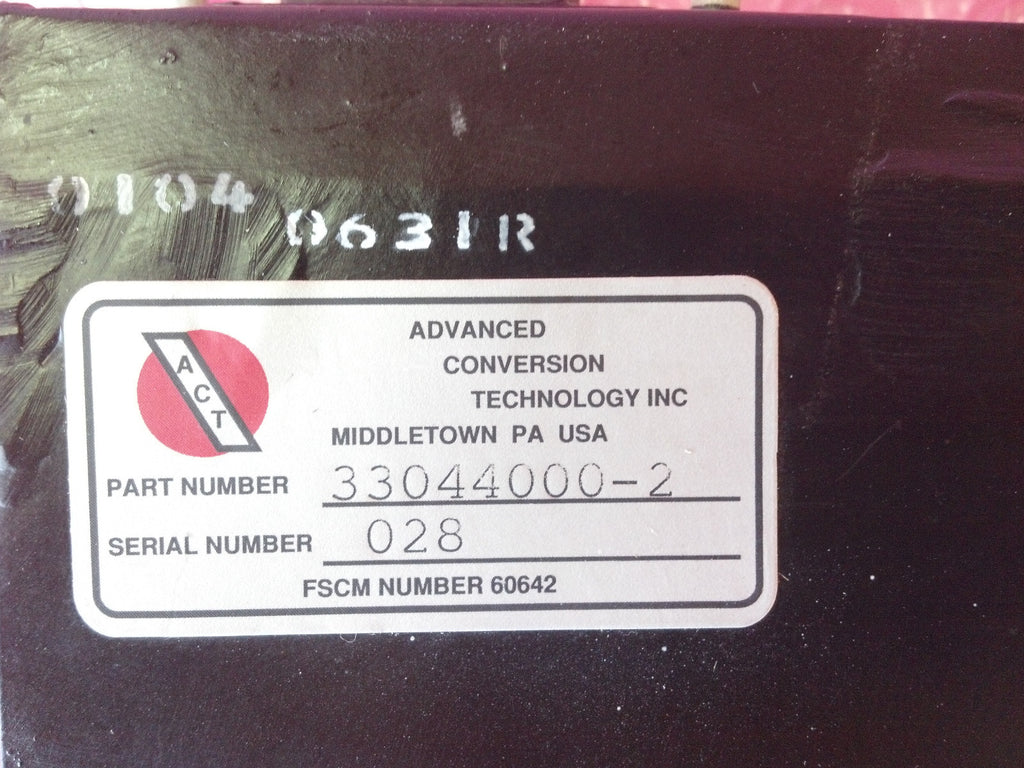 0104
0631R
ACT
ADVANCED
CONVERSION
TECHNOLOGY INC
MIDDLETOWN PA USA
PART NUMBER 33044000-2
SERIAL NUMBER 028
FSCM NUMBER 60642